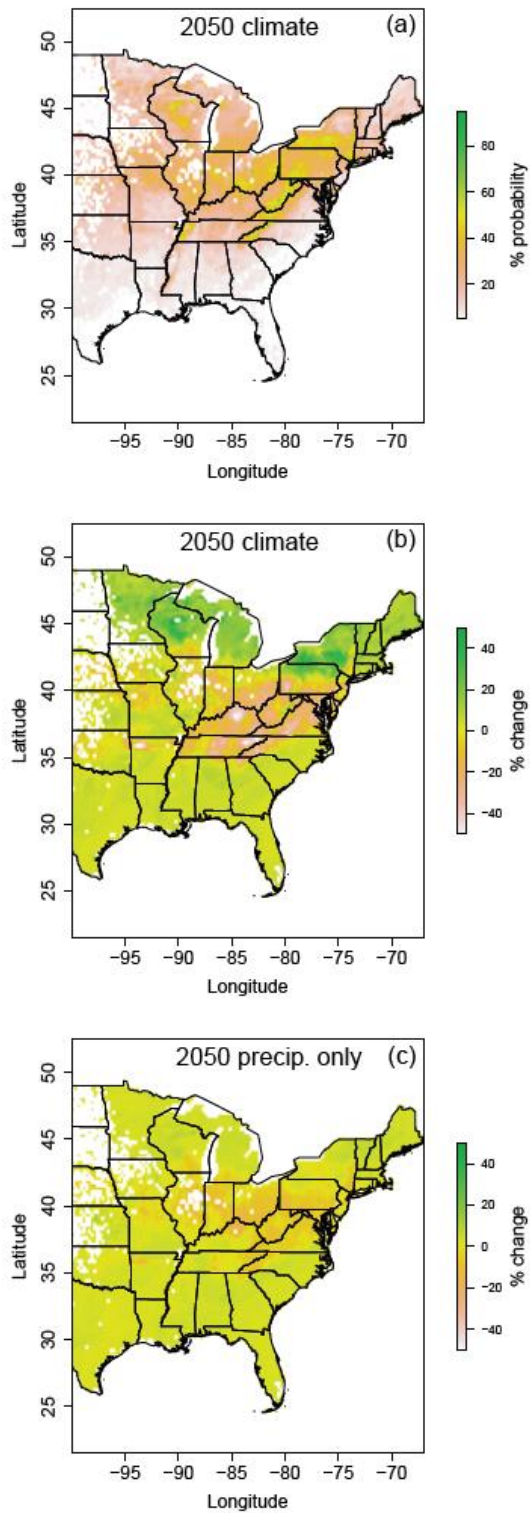 2050 climate (a)
50
45
40
35
30
25
Latitude
−95 −90 −85 −80 −75 −70
Longitude
80
60
40
20
% probability
2050 climate (b)
50
45
40
35
30
25
Latitude
−95 −90 −85 −80 −75 −70
Longitude
40
20
0
−20
−40
% change
2050 precip. only (c)
50
45
40
35
30
25
Latitude
−95 −90 −85 −80 −75 −70
Longitude
40
20
0
−20
−40
% change